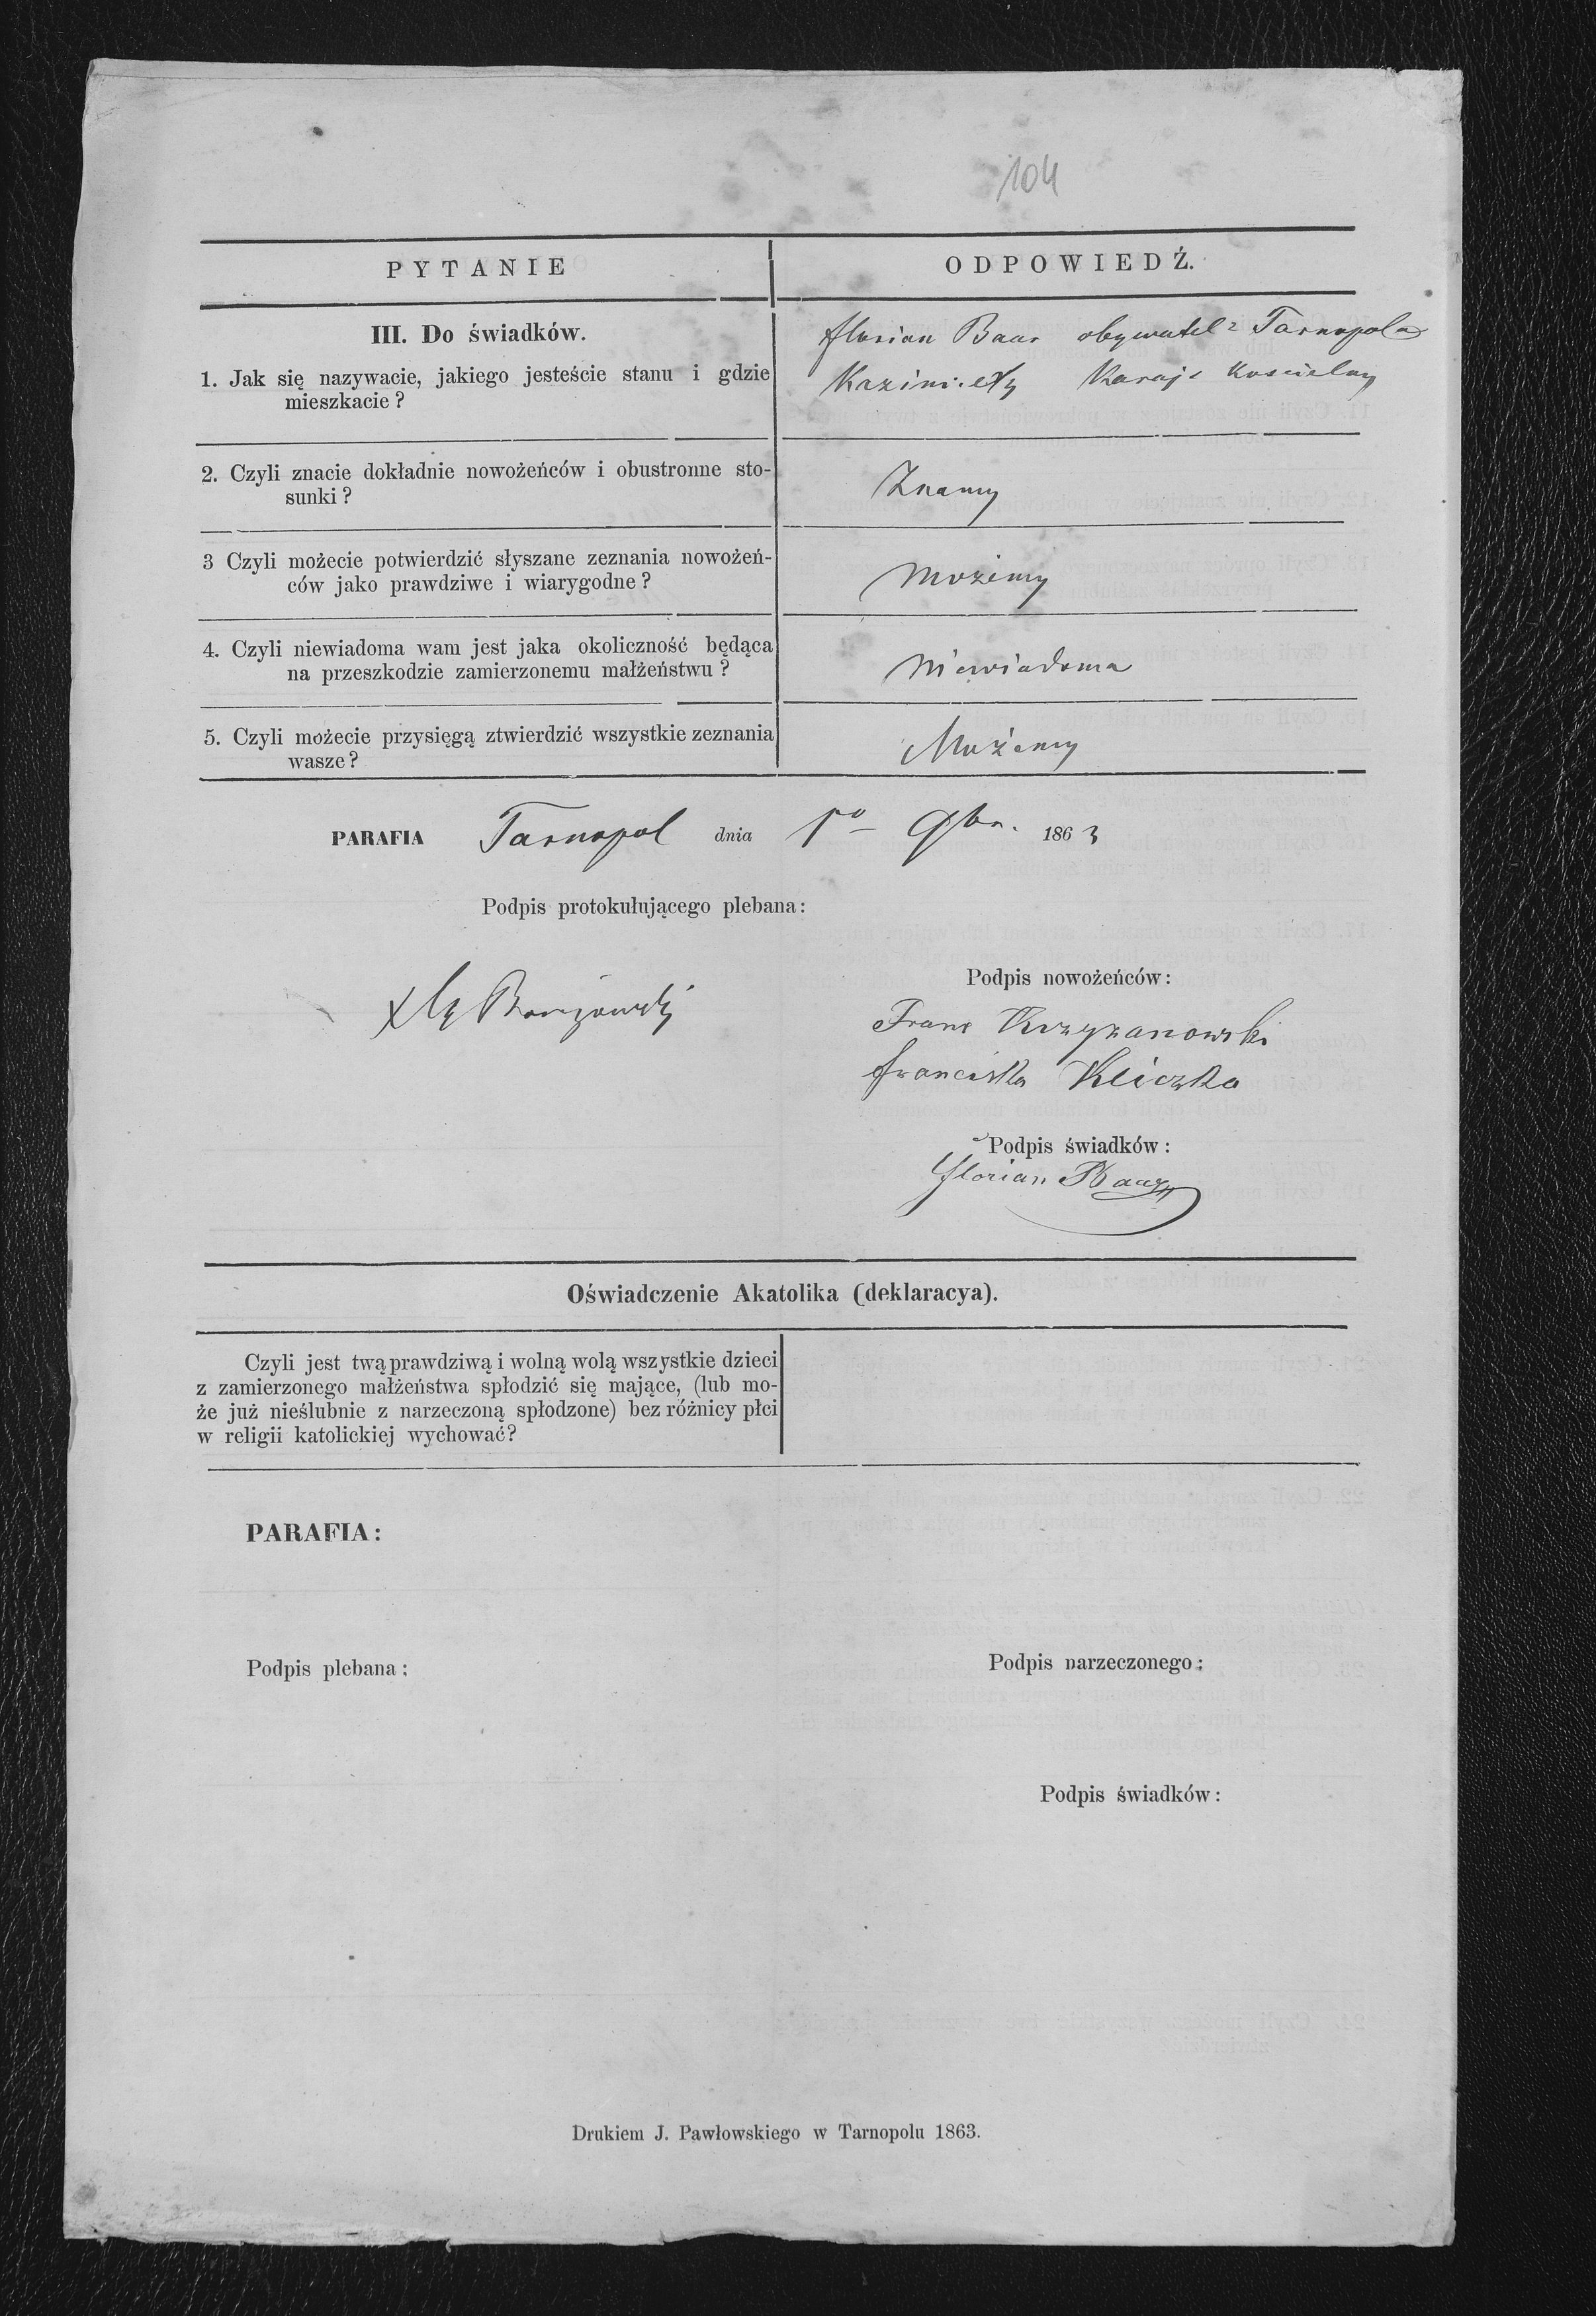 104
PYTANIE
ODPOWIEDŹ.
III. Do świadków.
1. Jak się nazywacie, jakiego jesteście stanu i gdzie
mieszkacie?
Florian Baar obywatel z Tarnopola
Kościelny
2. Czyli znacie dokładnie nowożeńców i obustronne sto-
sunki?
Znamy
3 Czyli możecie potwierdzić słyszane zeznania nowożeń-
ców jako prawdziwe i wiarygodne?
Możemy
4. Czyli niewiadoma wam jest jaka okoliczność będąca
na przeszkodzie zamierzonemu małżeństwu?
Niewiadoma
5. Czyli możecie przysięgą ztwierdzić wszystkie zeznania
wasze?
Możemy
PARAFIA Tarnopol dnia 9br. 1863
Podpis protokułującego plebana:
Podpis nowożeńców:
Franc Krzyzanowski
Franciszka Kliczka
Podpis świadków:
Florian Baar
Oświadczenie Akatolika (deklaracya).
Czyli jest twą prawdziwą i wolną wolą wszystkie dzieci
z zamierzonego małżeństwa spłodzić się mające, (lub mo-
że już nieślubnie z narzeczoną spłodzone) bez różnicy płci
w religii katolickiej wychować?
PARAFIA:
Podpis plebana:
Podpis narzeczonego:
Podpis świadków:
Drukiem J. Pawłowskiego w Tarnopolu 1863.